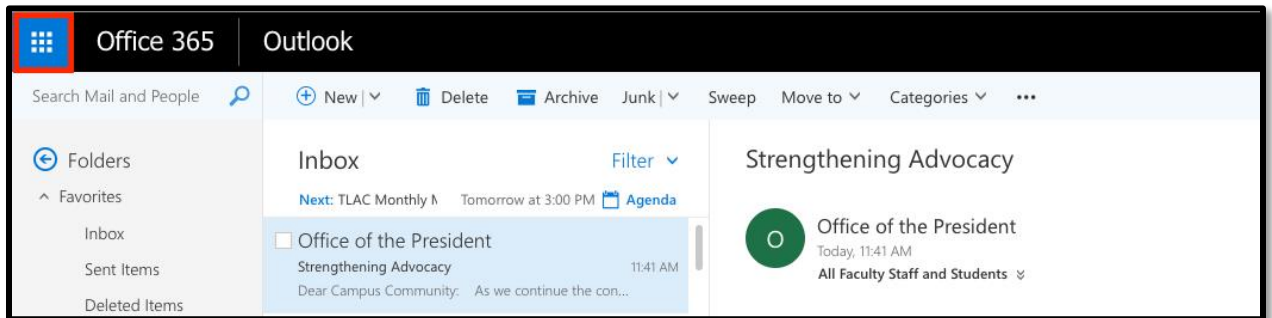 Office 365 Outlook
Search Mail and People
New Delete Archive Junk Sweep Move to Categories
Folders
Favorites
Inbox
Sent Items
Deleted Items
Inbox Filter
Next: TLAC Monthly Tomorrow at 3:00 PM Agenda
Office of the President
Strengthening Advocacy 11:41 AM
Dear Campus Community: As we continue the con...
Strengthening Advocacy
O
Office of the President
Today, 11:41 AM
All Faculty Staff and Students